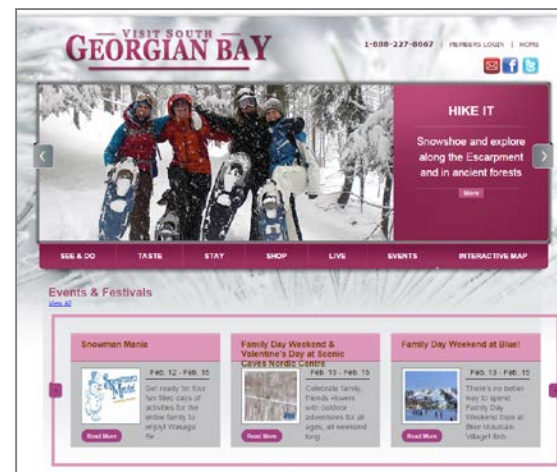 VISIT SOUTH
GEORGIAN BAY
1-888-227-8667 | MEMBERS LOGIN | HOME
HIKE IT
Snowshoe and explore
along the Escarpment
and in ancient forests
More
SEE & DO TASTE STAY SHOP LIVE EVENTS INTERACTIVE MAP
Events & Festivals
View All
Snowman Mania
Feb. 12 - Feb. 15
Get ready for four
fun filled days of
activities for the
entire family to
enjoy! Wasaga
Be...
Read More
Family Day Weekend &
Valentine's Day at Scenic
Caves Nordic Centre
Feb. 13 - Feb. 15
Celebrate family,
friends +lovers
with outdoor
adventures for all
ages, all weekend
long.
Read More
Family Day Weekend at Blue!
Feb. 13 - Feb. 15
There's no better
way to spend
Family Day
Weekend than at
Blue Mountain
Read More